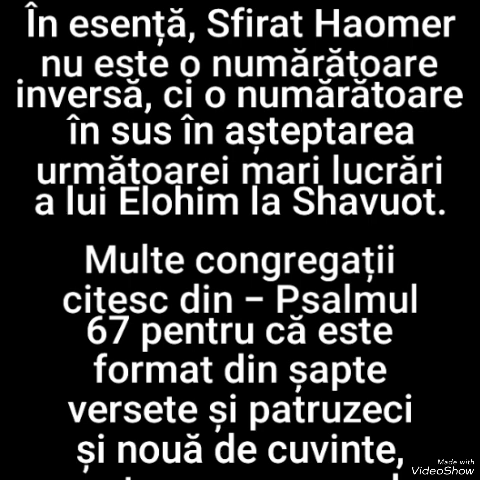 În esență, Sfirat Haomer
nu este o numărătoare
inversă, ci o numărătoare
în sus în așteptarea
următoarei mari lucrări
a lui Elohim la Shavuot.
Multe congregații
citesc din – Psalmul
67 pentru că este
format din șapte
versete și patruzeci
și nouă de cuvinte,
Made with
VideoShow